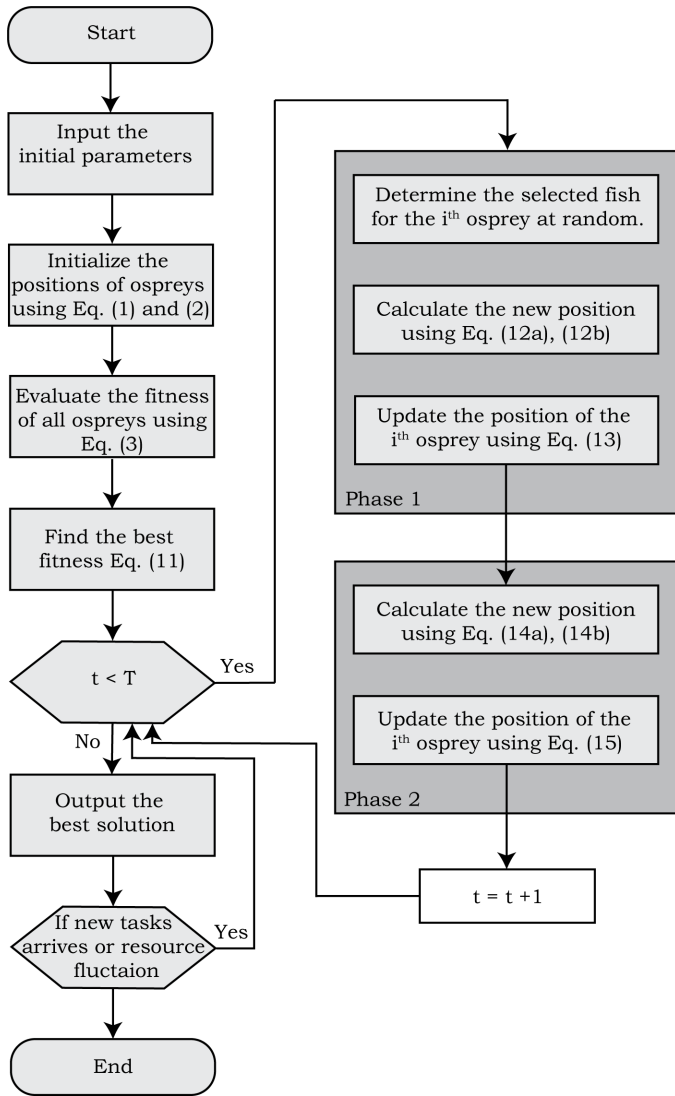 Start
Input the
initial parameters
Initialize the
positions of ospreys
using Eq. (1) and (2)
Evaluate the fitness
of all ospreys using
Eq. (3)
Find the best
fitness Eq. (11)
t < T
Yes
No
Output the
best solution
If new tasks
arrives or resource
fluctaion
Yes
End
Determine the selected fish
for the iᵗʰ osprey at random.
Calculate the new position
using Eq. (12a), (12b)
Update the position of the
iᵗʰ osprey using Eq. (13)
Phase 1
Calculate the new position
using Eq. (14a), (14b)
Update the position of the
iᵗʰ osprey using Eq. (15)
Phase 2
t = t +1